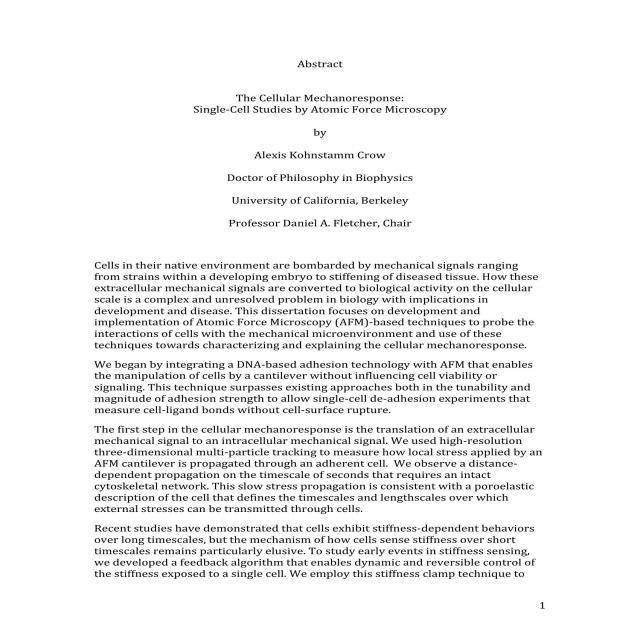 Abstract
The Cellular Mechanoresponse:
Single-Cell Studies by Atomic Force Microscopy
by
Alexis Kohnstamm Crow
Doctor of Philosophy in Biophysics
University of California, Berkeley
Professor Daniel A. Fletcher, Chair
Cells in their native environment are bombarded by mechanical signals ranging
from strains within a developing embryo to stiffening of diseased tissue. How these
extracellular mechanical signals are converted to biological activity on the cellular
scale is a complex and unresolved problem in biology with implications in
development and disease. This dissertation focuses on development and
implementation of Atomic Force Microscopy (AFM)-based techniques to probe the
interactions of cells with the mechanical microenvironment and use of these
techniques towards characterizing and explaining the cellular mechanoresponse.
We began by integrating a DNA-based adhesion technology with AFM that enables
the manipulation of cells by a cantilever without influencing cell viability or
signaling. This technique surpasses existing approaches both in the tunability and
magnitude of adhesion strength to allow single-cell de-adhesion experiments that
measure cell-ligand bonds without cell-surface rupture.
The first step in the cellular mechanoresponse is the translation of an extracellular
mechanical signal to an intracellular mechanical signal. We used high-resolution
three-dimensional multi-particle tracking to measure how local stress applied by an
AFM cantilever is propagated through an adherent cell. We observe a distance-
dependent propagation on the timescale of seconds that requires an intact
cytoskeletal network. This slow stress propagation is consistent with a poroelastic
description of the cell that defines the timescales and lengthscales over which
external stresses can be transmitted through cells.
Recent studies have demonstrated that cells exhibit stiffness-dependent behaviors
over long timescales, but the mechanism of how cells sense stiffness over short
timescales remains particularly elusive. To study early events in stiffness sensing,
we developed a feedback algorithm that enables dynamic and reversible control of
the stiffness exposed to a single cell. We employ this stiffness clamp technique to
1